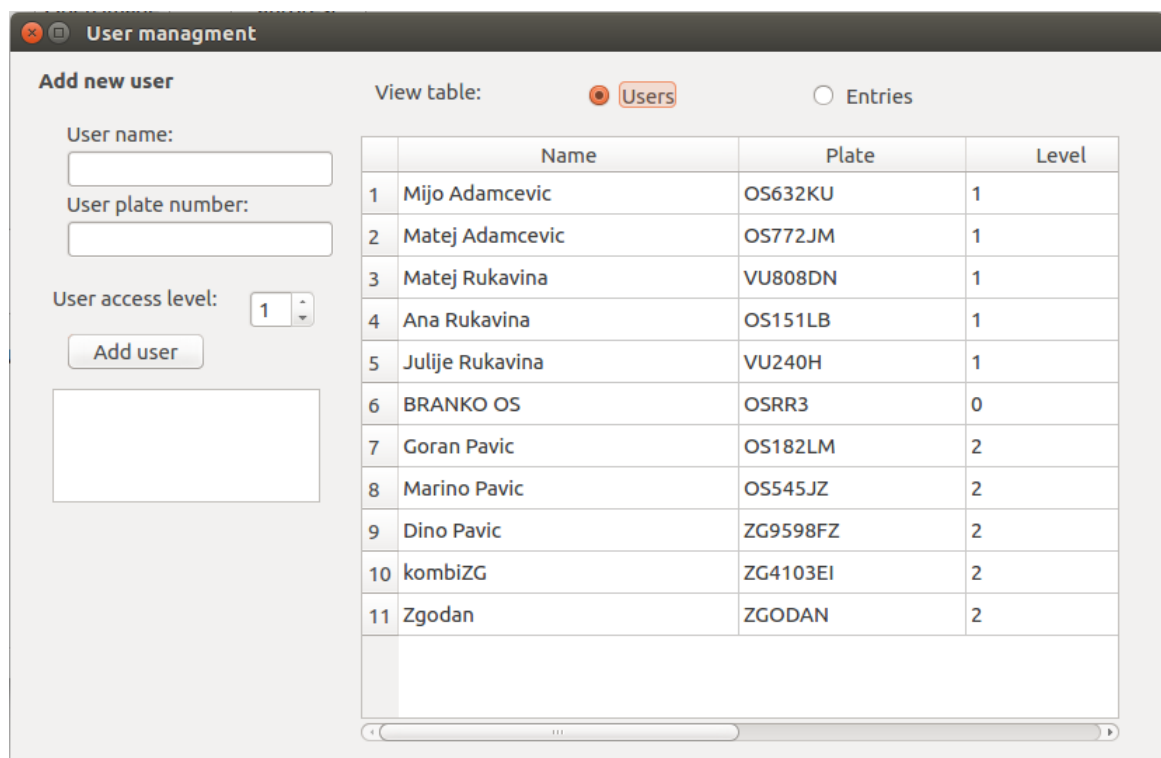 User managment
Add new user
User name:
User plate number:
User access level: 1
Add user
View table: Users Entries
Name Plate Level
1 Mijo Adamcevic OS632KU 1
2 Matej Adamcevic OS772JM 1
3 Matej Rukavina VU808DN 1
4 Ana Rukavina OS151LB 1
5 Julije Rukavina VU240H 1
6 BRANKO OS OSRR3 0
7 Goran Pavic OS182LM 2
8 Marino Pavic OS545JZ 2
9 Dino Pavic ZG9598FZ 2
10 kombiZG ZG4103EI 2
11 Zgodan ZGODAN 2